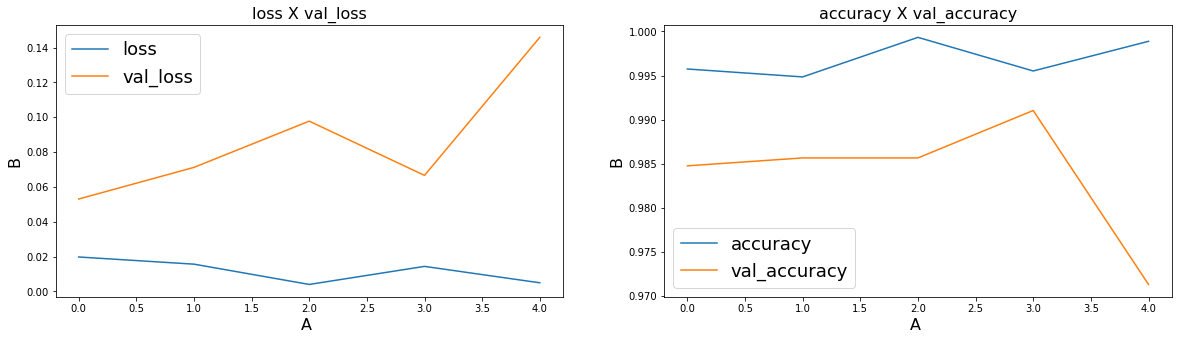 loss X val_loss
0.14
0.12
0.10
0.08
0.06
0.04
0.02
0.00
B
loss
val_loss
0.0 0.5 1.0 1.5 2.0 2.5 3.0 3.5 4.0
A
accuracy X val_accuracy
1.000
0.995
0.990
0.985
0.980
0.975
0.970
B
accuracy
val_accuracy
0.0 0.5 1.0 1.5 2.0 2.5 3.0 3.5 4.0
A